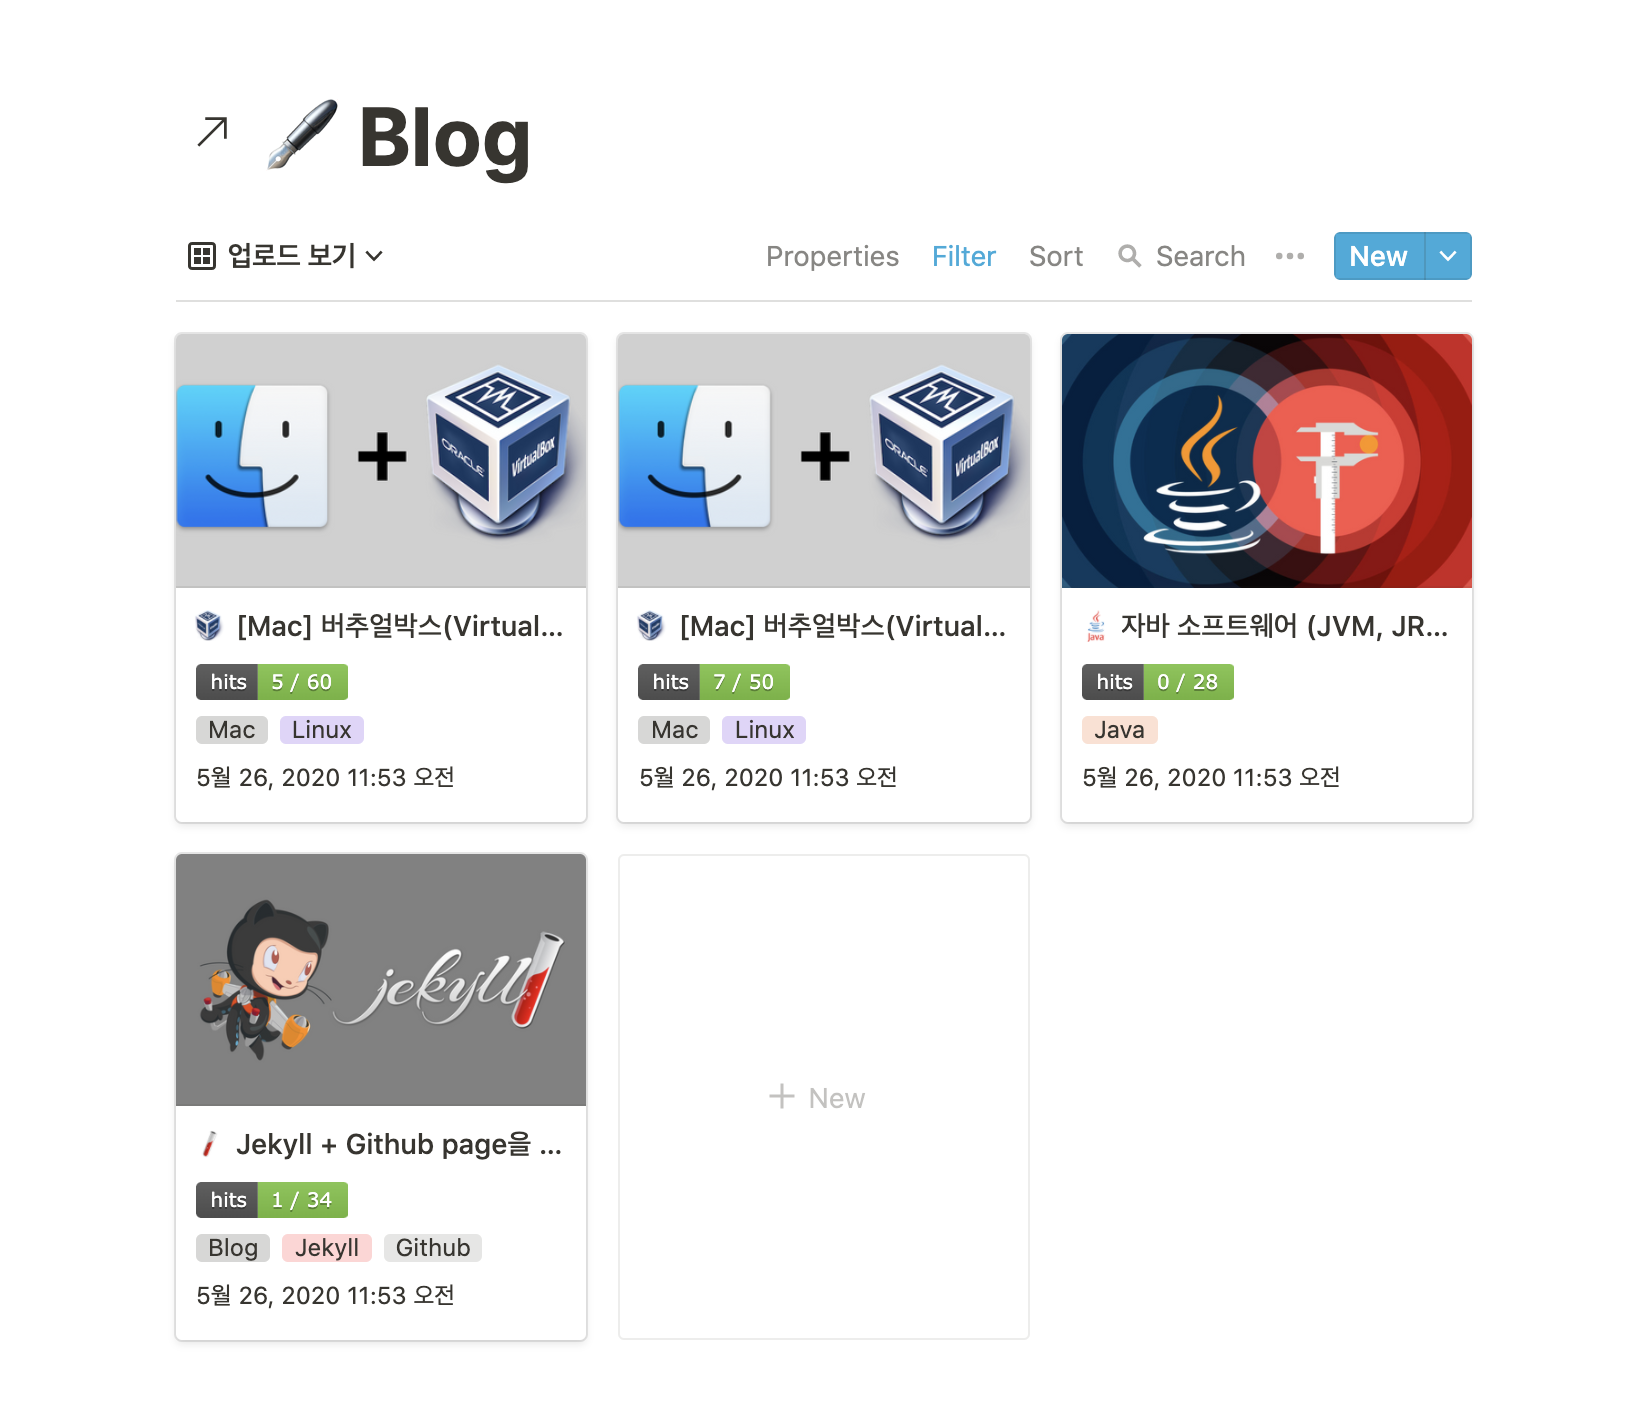 Blog
업로드 보기
Properties Filter Sort Search ... New
ORACLE VirtualBox
ORACLE VirtualBox
[Mac] 버추얼박스(Virtual...
hits 5 / 60
Mac Linux
5월 26, 2020 11:53 오전
[Mac] 버추얼박스(Virtual...
hits 7 / 50
Mac Linux
5월 26, 2020 11:53 오전
Java
자바 소프트웨어 (JVM, JR...
hits 0 / 28
Java
5월 26, 2020 11:53 오전
jekyll
Jekyll + Github page을 ...
hits 1 / 34
Blog Jekyll Github
5월 26, 2020 11:53 오전
+ New